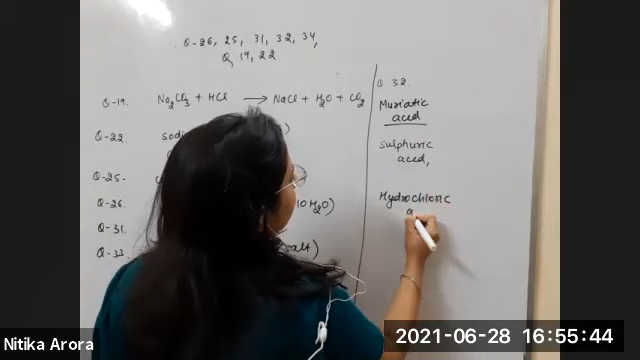 Q-26, 25, 31, 32, 34,
Q 19, 22
Q-19. Na2CO3 + HCl → NaCl + H2O + CO2
Q-22
Q-25-
Q-26. 10 H2O)
Q-31.
Q-33. salt)
Q 32.
Muriatic
acid
Sulphuric
acid,
Hydrochloric
a
Nitika Arora
2021-06-28 16:55:44